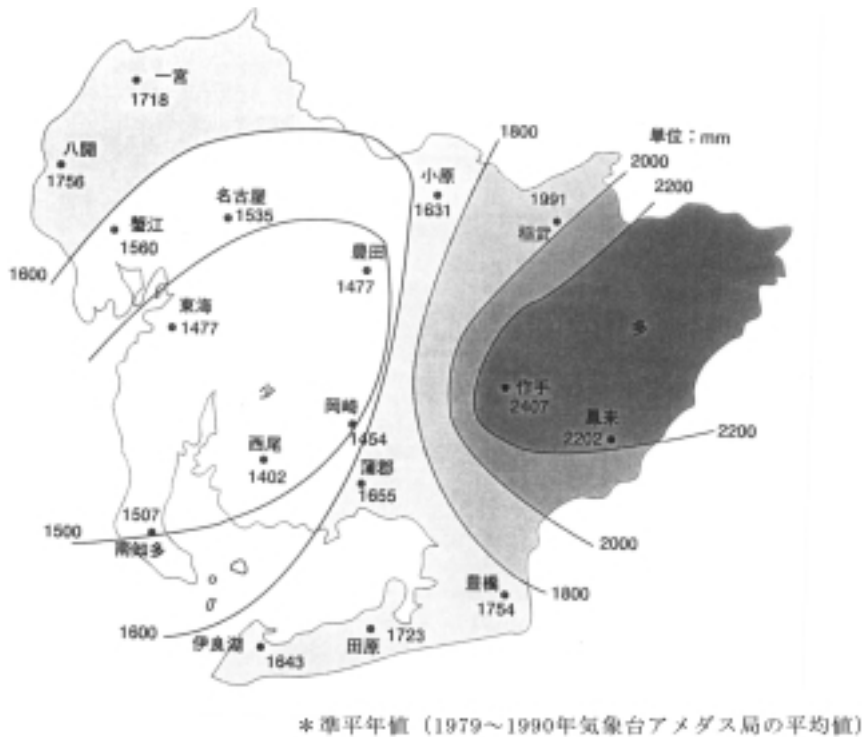 一宮
1718
八開
1756
1800
単位：mm
2000
2200
小原
1631
1991
稲武
名古屋
1535
蟹江
1560
豊田
1477
1600
東海
1477
多
作手
2407
鳳来
2202
2200
少
岡崎
1454
西尾
1402
蒲郡
1655
1507
1500
南知多
2000
豊橋
1754
1800
1600
伊良湖
1643
田原
1723
＊準平年値（1979～1990年気象台アメダス局の平均値）